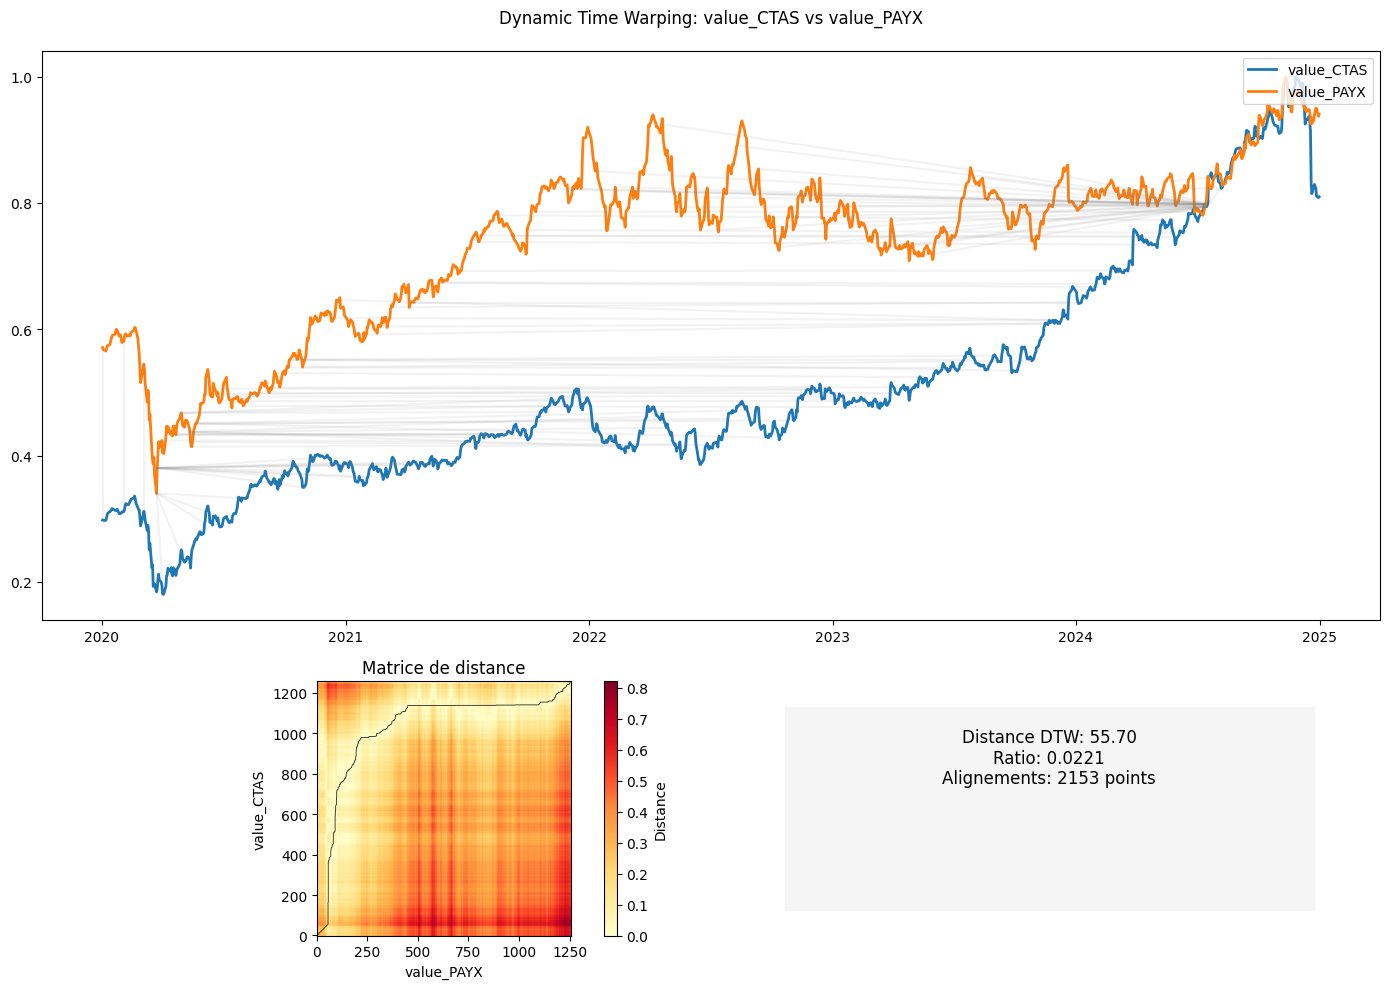 Dynamic Time Warping: value_CTAS vs value_PAYX
value_CTAS
value_PAYX
1.0
0.8
0.6
0.4
0.2
2020 2021 2022 2023 2024 2025
Matrice de distance
value_CTAS
1200
1000
800
600
400
200
0
0 250 500 750 1000 1250
value_PAYX
0.8
0.7
0.6
0.5
0.4
0.3
0.2
0.1
0.0
Distance
Distance DTW: 55.70
Ratio: 0.0221
Alignements: 2153 points